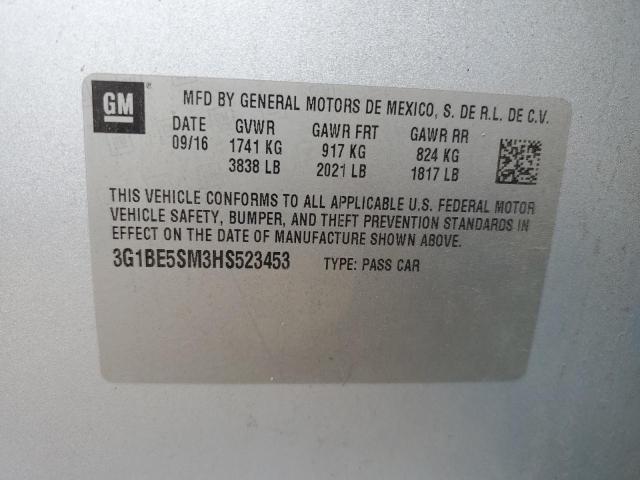 GM
MFD BY GENERAL MOTORS DE MEXICO, S. DE R.L. DE C.V.
DATE GVWR GAWR FRT GAWR RR
09/16 1741 KG 917 KG 824 KG
3838 LB 2021 LB 1817 LB
THIS VEHICLE CONFORMS TO ALL APPLICABLE U.S. FEDERAL MOTOR
VEHICLE SAFETY, BUMPER, AND THEFT PREVENTION STANDARDS IN
EFFECT ON THE DATE OF MANUFACTURE SHOWN ABOVE.
3G1BE5SM3HS523453 TYPE: PASS CAR